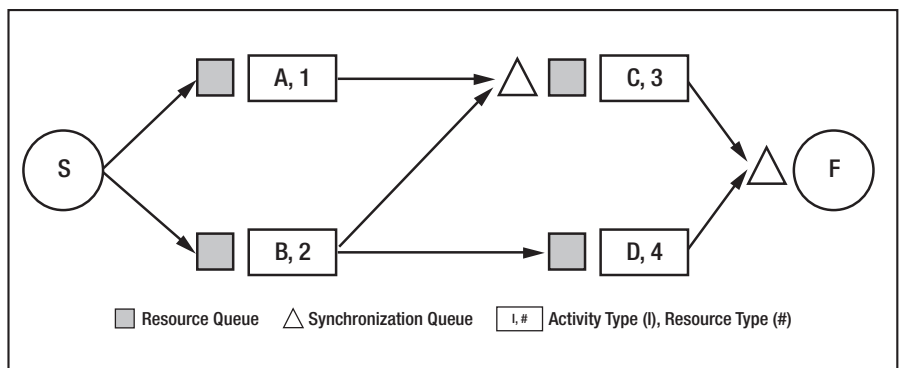 A, 1
C, 3
S
F
B, 2
D, 4
Resource Queue
Synchronization Queue
I, #
Activity Type (I), Resource Type (#)